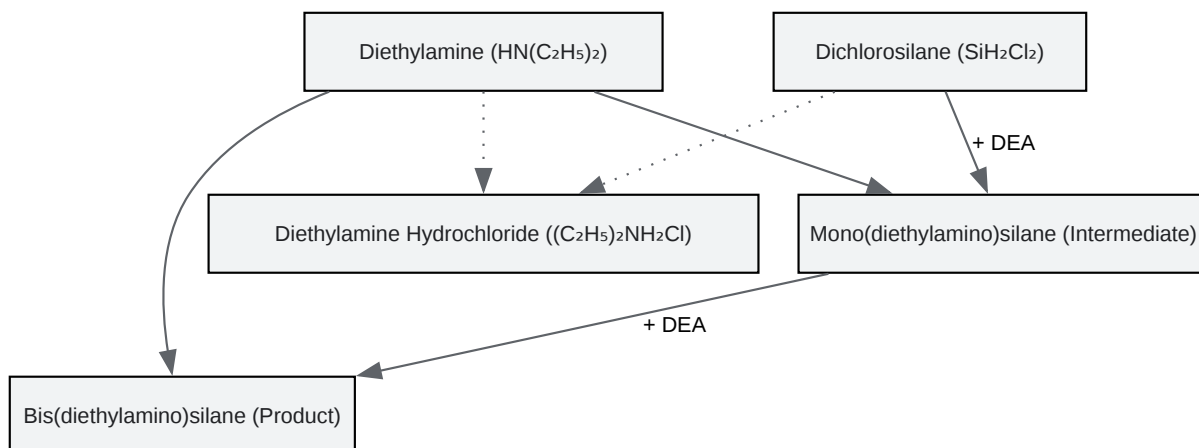 Diethylamine (HN(C₂H₅)₂)
Dichlorosilane (SiH₂Cl₂)
+ DEA
Diethylamine Hydrochloride ((C₂H₅)₂NH₂Cl)
Mono(diethylamino)silane (Intermediate)
+ DEA
Bis(diethylamino)silane (Product)